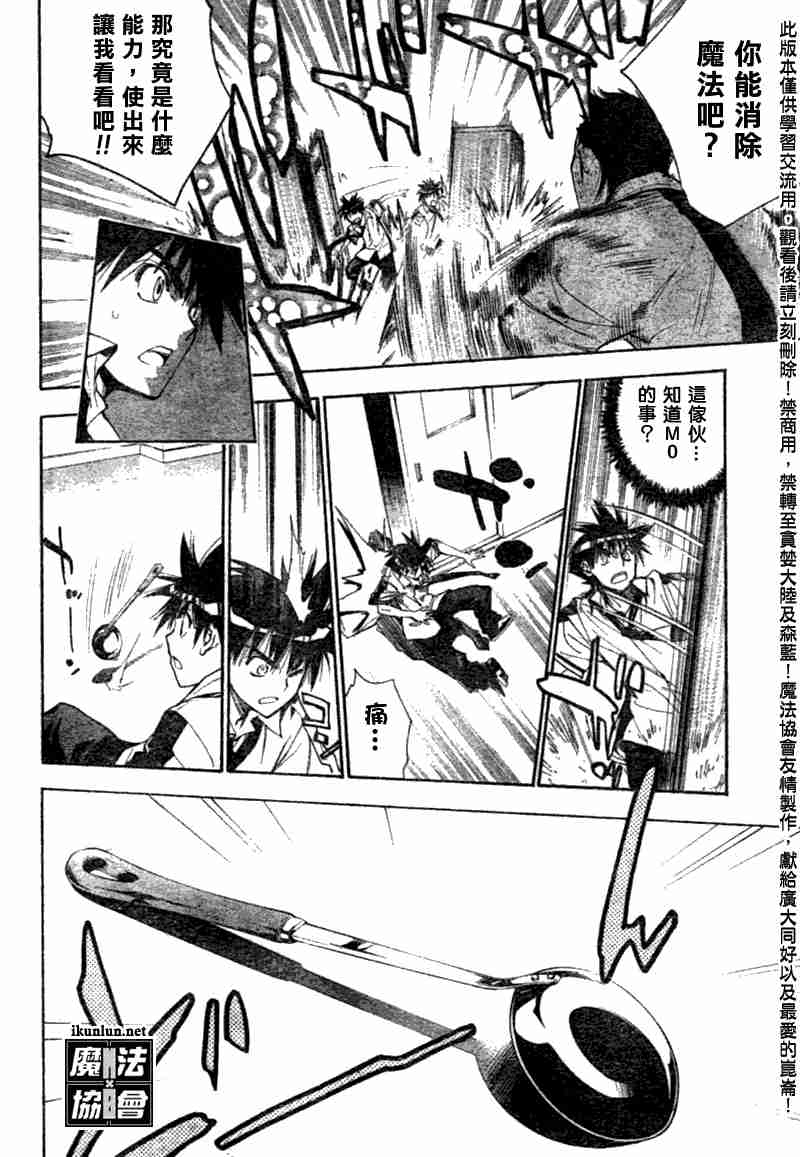 你能消除
魔法吧？
那究竟是什麼
能力，使出來
讓我看看吧!!
這傢伙…
知道M0
的事？
痛…
此版本僅供學習交流用。觀看後請立刻刪除！禁商用，禁轉至貪婪大陸及森藍！魔法協會友情製作，獻給廣大同好以及最愛的崑崙！
ikunlun.net
魔法
協會